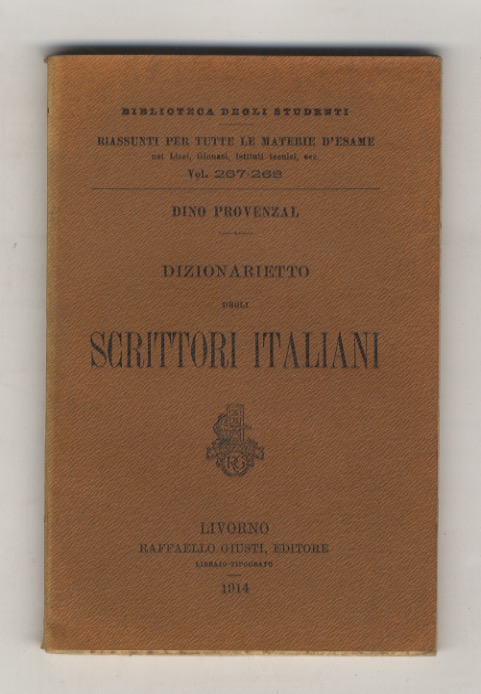 BIBLIOTECA DEGLI STUDENTI
RIASSUNTI PER TUTTE LE MATERIE D'ESAME
nei Licei, Ginnasi, Istituti tecnici, ecc.
Vol. 267-268
DINO PROVENZAL
DIZIONARIETTO
DEGLI
SCRITTORI ITALIANI
RG
LIVORNO
RAFFAELLO GIUSTI, EDITORE
LIBRAIO-TIPOGRAFO
1914